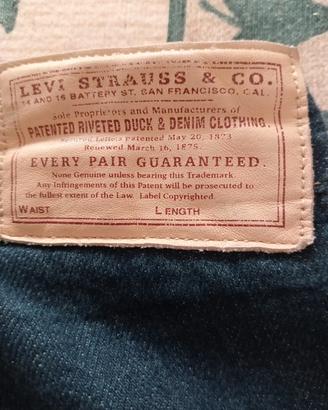 LEVI STRAUSS & CO.
14 AND 16 BATTERY ST. SAN FRANCISCO, CAL.
Sole Proprietors and Manufacturers of
PATENTED RIVETED DUCK & DENIM CLOTHING.
Secured Letters Patented May 20, 1873
Renewed March 16, 1875.
EVERY PAIR GUARANTEED.
None Genuine unless bearing this Trademark.
Any Infringements of this Patent will be prosecuted to
the fullest extent of the Law. Label Copyrighted.
WAIST LENGTH